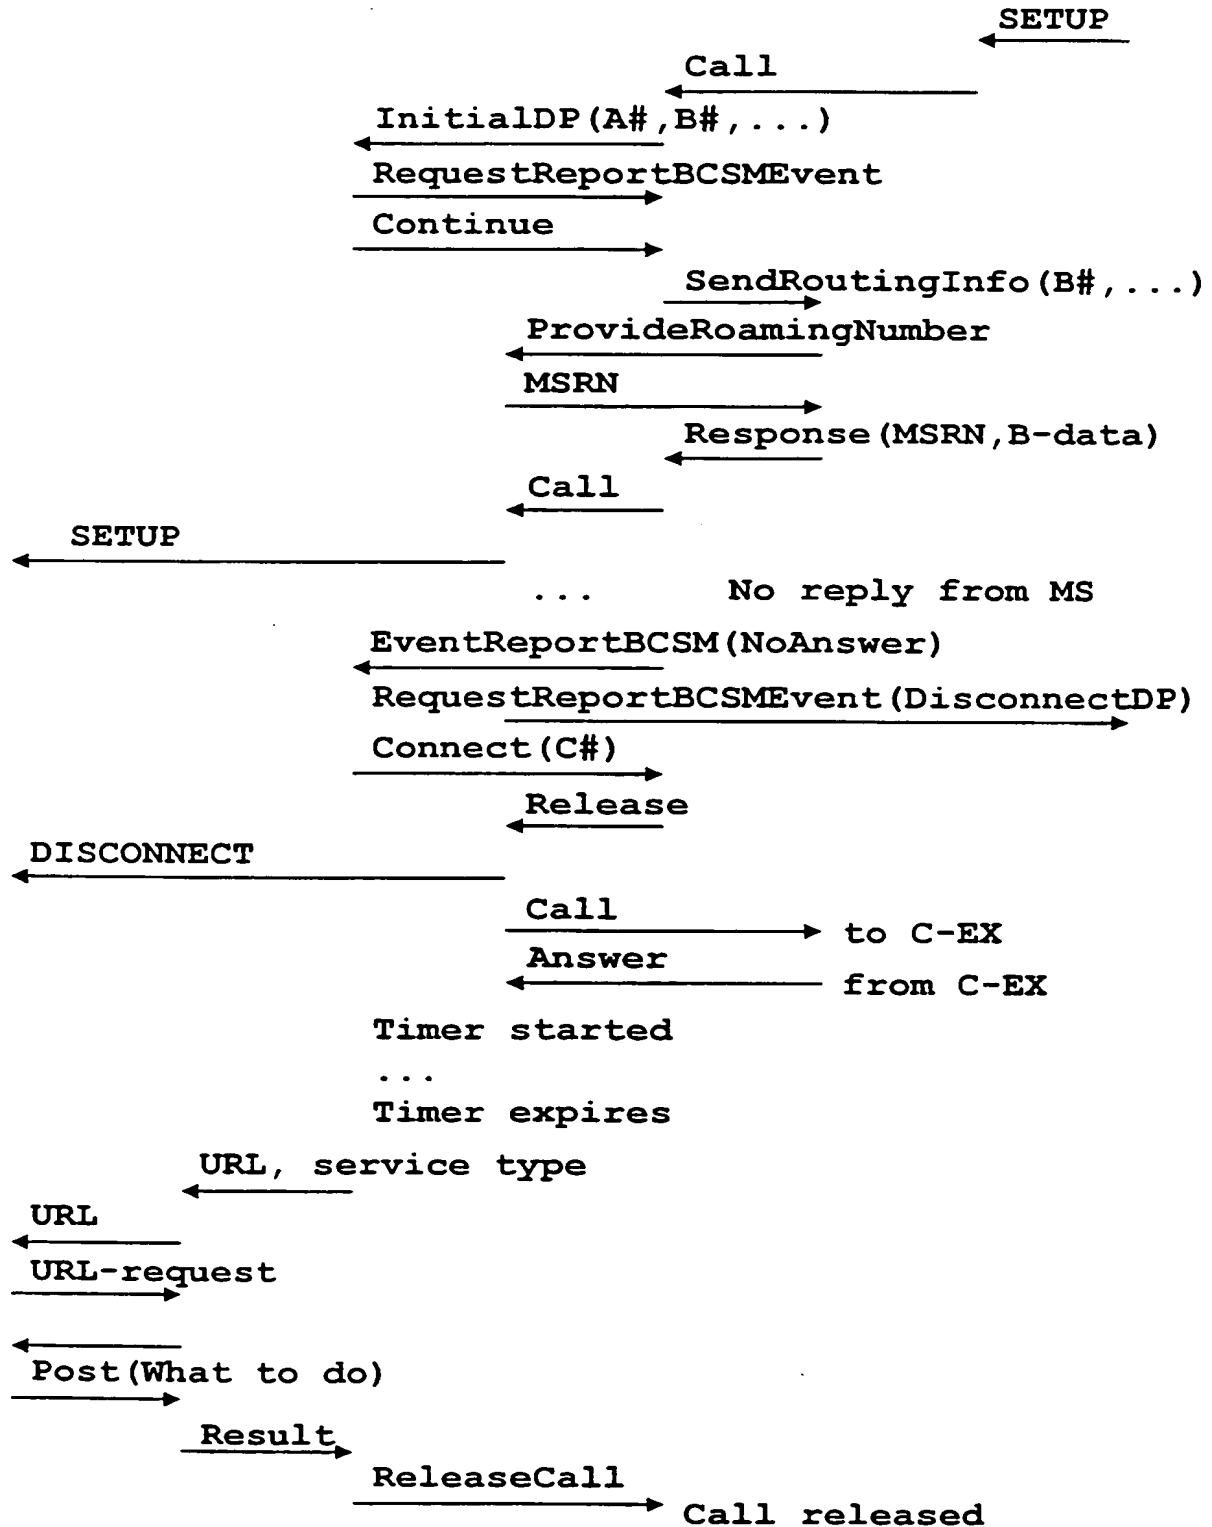 SETUP
Call
InitialDP(A#,B#,...)
RequestReportBCSMEvent
Continue
SendRoutingInfo(B#,...)
ProvideRoamingNumber
MSRN
Response(MSRN,B-data)
Call
SETUP
... No reply from MS
EventReportBCSM(NoAnswer)
RequestReportBCSMEvent(DisconnectDP)
Connect(C#)
Release
DISCONNECT
Call
to C-EX
Answer
from C-EX
Timer started
...
Timer expires
URL, service type
URL
URL-request
Post(What to do)
Result
ReleaseCall
Call released